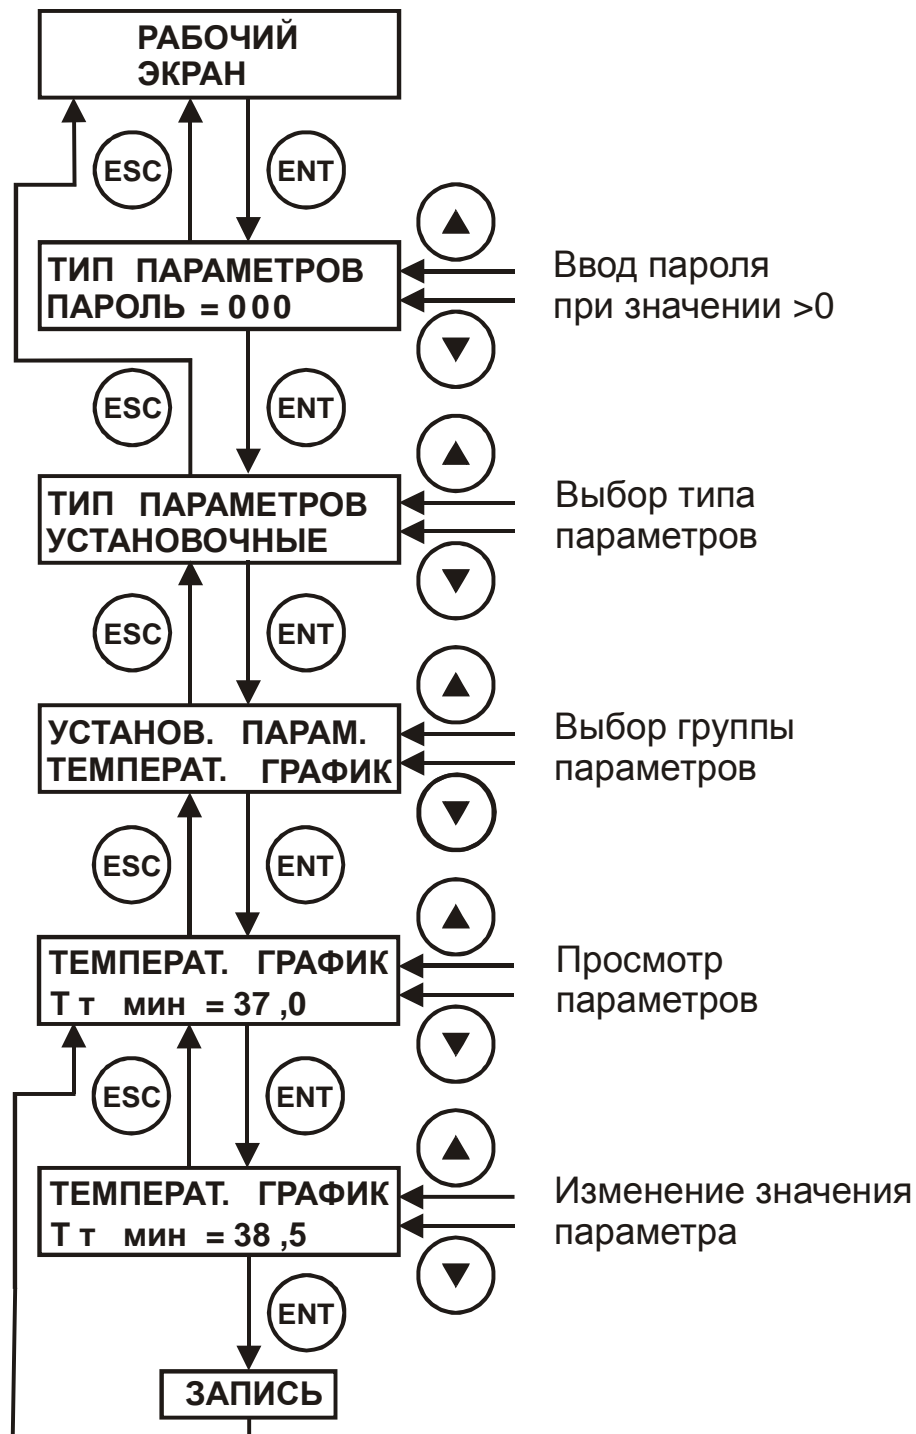 РАБОЧИЙ
ЭКРАН
ESC
ENT
ТИП ПАРАМЕТРОВ
ПАРОЛЬ = 000
Ввод пароля
при значении >0
ESC
ENT
ТИП ПАРАМЕТРОВ
УСТАНОВОЧНЫЕ
Выбор типа
параметров
ESC
ENT
УСТАНОВ. ПАРАМ.
ТЕМПЕРАТ. ГРАФИК
Выбор группы
параметров
ESC
ENT
ТЕМПЕРАТ. ГРАФИК
Т т мин = 37 ,0
Просмотр
параметров
ESC
ENT
ТЕМПЕРАТ. ГРАФИК
Т т мин = 38 ,5
Изменение значения
параметра
ENT
ЗАПИСЬ